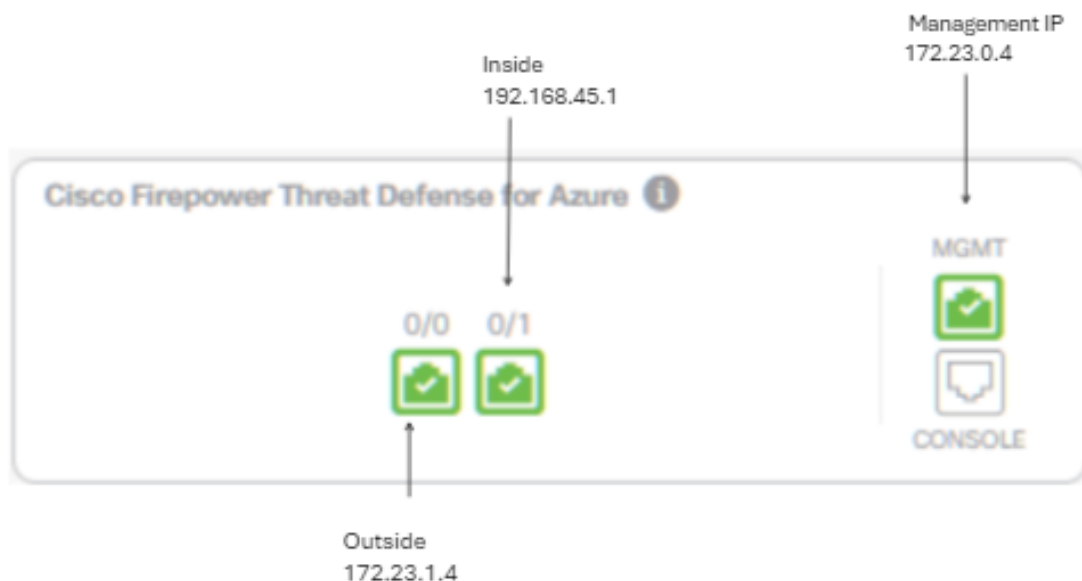 Management IP
172.23.0.4
Inside
192.168.45.1
Cisco Firepower Threat Defense for Azure
MGMT
0/0 0/1
CONSOLE
Outside
172.23.1.4